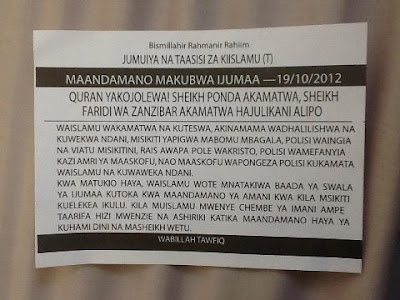 Bismillahir Rahmanir Rahiim
JUMUIYA NA TAASISI ZA KIISLAMU (T)
MAANDAMANO MAKUBWA IJUMAA —19/10/2012
QURAN YAKOJOLEWA! SHEIKH PONDA AKAMATWA, SHEIKH
FARIDI WA ZANZIBAR AKAMATWA HAJULIKANI ALIPO
WAISLAMU WAKAMATWA NA KUTESWA, AKINAMAMA WADHALILISHWA NA
KUWEKWA NDANI, MISIKITI YAPIGWA MABOMU MBAGALA, POLISI WAINGIA
NA VIATU MISIKITINI, RAIS AWAPA POLE WAKRISTO, POLISI WAMEFANYIA
KAZI AMRI YA MAASKOFU, NAO MAASKOFU WAPONGEZA POLISI KUKAMATA
WAISLAMU NA KUWAWEKA NDANI.
KWA MATUKIO HAYA, WAISLAMU WOTE MNATAKIWA BAADA YA SWALA
YA IJUMAA KUTOKA KWA MAANDAMANO YA AMANI KWA KILA MSIKITI
KUELEKEA IKULU. KILA MUISLAMU MWENYE CHEMBE YA IMANI AMPE
TAARIFA HIZI MWENZIE NA ASHIRIKI KATIKA MAANDAMANO HAYA YA
KUHAMI DINI NA MASHEIKH WETU.
WABILLAH TAWFIQ